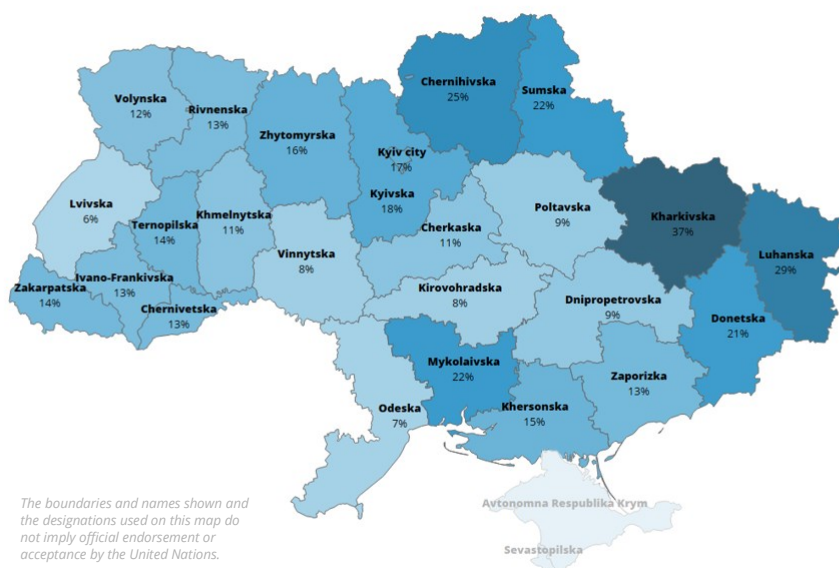 Chernihivska
25%
Sumska
22%
Volynska
12%
Rivnenska
13%
Zhytomyrska
16%
Kyiv city
17%
Kyivska
18%
Lvivska
6%
Ternopilska
14%
Khmelnytska
11%
Poltavska
9%
Kharkivska
37%
Cherkaska
11%
Vinnytska
8%
Luhanska
29%
Zakarpatska
14%
Ivano-Frankivska
13%
Chernivetska
13%
Kirovohradska
8%
Dnipropetrovska
9%
Donetska
21%
Mykolaivska
22%
Zaporizka
13%
Odeska
7%
Khersonska
15%
Avtonomna Respublika Krym
Sevastopilska
The boundaries and names shown and
the designations used on this map do
not imply official endorsement or
acceptance by the United Nations.